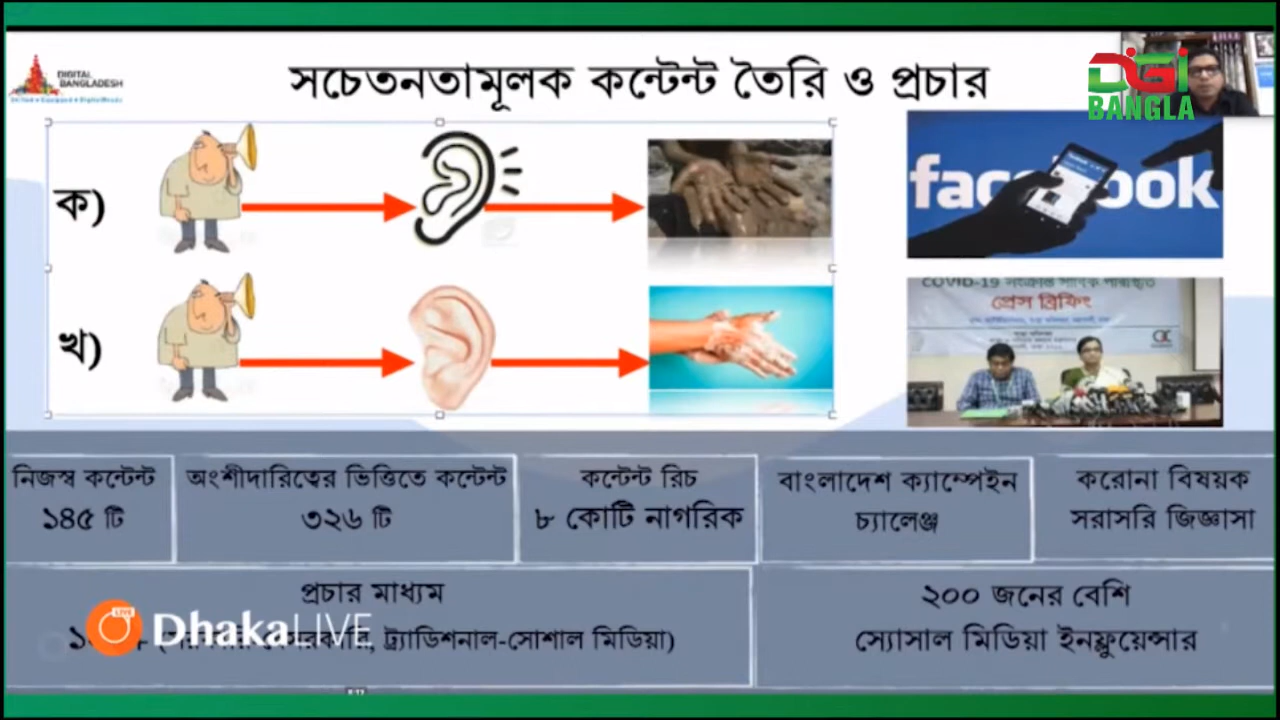 DIGITAL
BANGLADESH
সচেতনতামূলক কন্টেন্ট তৈরি ও প্রচার
DGI
BANGLA
ক)
facebook
COVID-19
প্রেস ব্রিফিং
খ)
নিজস্ব কন্টেন্ট
১৪৫ টি
অংশীদারিত্বের ভিত্তিতে কন্টেন্ট
৩২৬ টি
কন্টেন্ট রিচ
৮ কোটি নাগরিক
বাংলাদেশ ক্যাম্পেইন
চ্যালেঞ্জ
করোনা বিষয়ক
সরাসরি জিজ্ঞাসা
প্রচার মাধ্যম
ট্র্যাডিশনাল-সোশাল মিডিয়া)
LIVE
DhakaLIVE
২০০ জনের বেশি
স্যোসাল মিডিয়া ইনফ্লুয়েন্সার